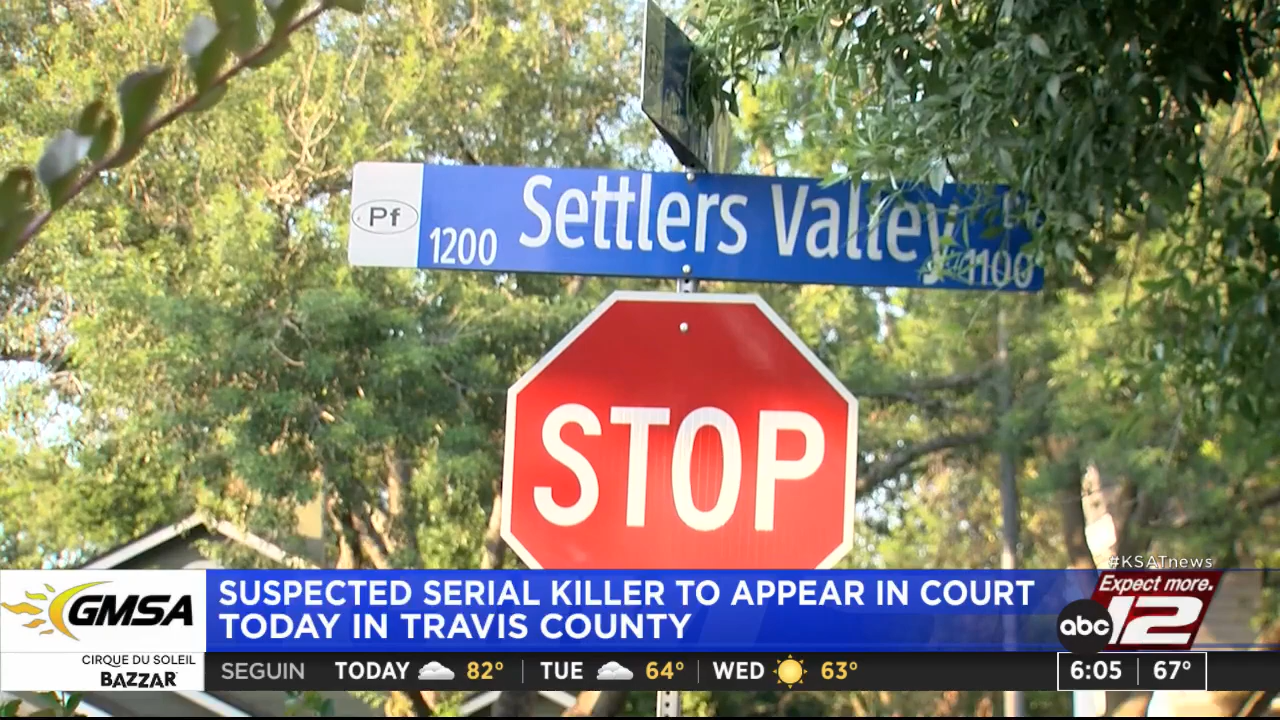 Pf
1200 Settlers Valley 1100
STOP
#KSATnews
Expect more.
abc 12
GMSA
SUSPECTED SERIAL KILLER TO APPEAR IN COURT
TODAY IN TRAVIS COUNTY
CIRQUE DU SOLEIL
BAZZAR
SEGUIN TODAY 82° TUE 64° WED 63°
6:05 67°